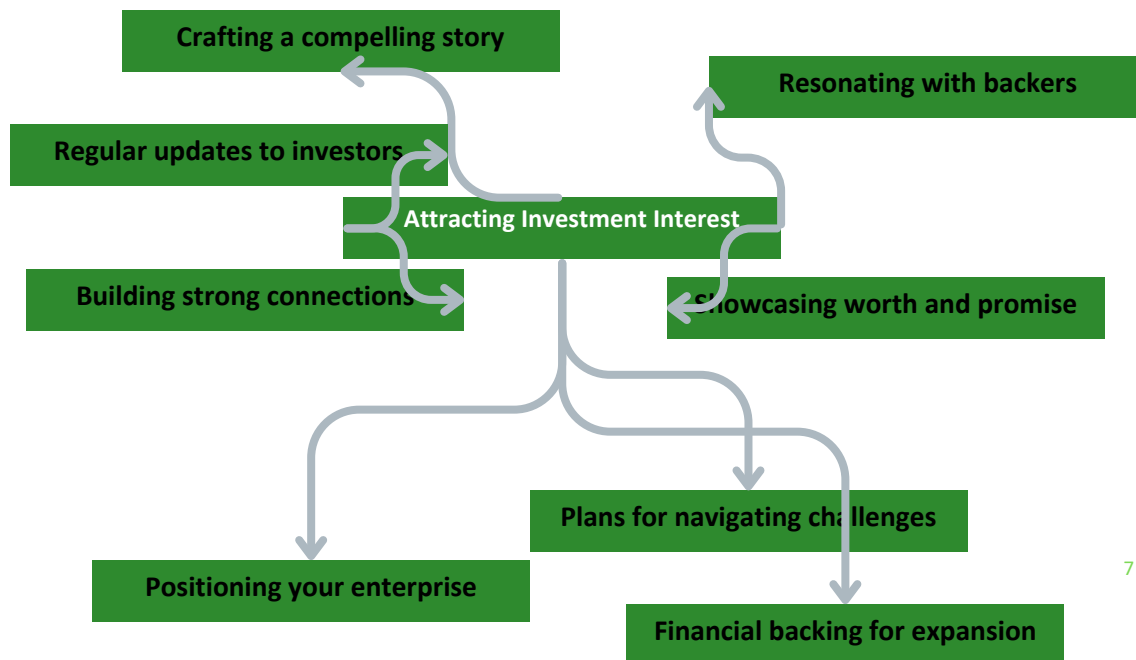 Crafting a compelling story
Resonating with backers
Regular updates to investors
Attracting Investment Interest
Building strong connections
Showcasing worth and promise
Plans for navigating challenges
Positioning your enterprise
7
Financial backing for expansion